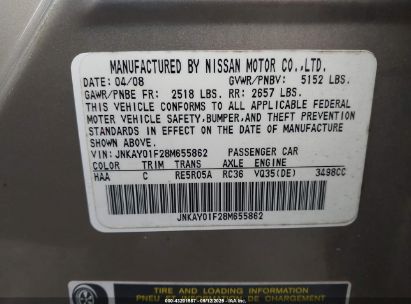 MANUFACTURED BY NISSAN MOTOR CO.,LTD.
DATE: 04/08 GVWR/PNBV: 5152 LBS.
GAWR/PNBE FR: 2518 LBS. RR: 2657 LBS.
THIS VEHICLE CONFORMS TO ALL APPLICABLE FEDERAL
MOTOR VEHICLE SAFETY,BUMPER,AND THEFT PREVENTION
STANDARDS IN EFFECT ON THE DATE OF MANUFACTURE
SHOWN ABOVE.
VIN: JNKAY01F28M655862 PASSENGER CAR
COLOR TRIM TRANS AXLE ENGINE
HAA C RE5R05A RC36 VQ35(DE) 3498CC
JNKAY01F28M655862
TIRE AND LOADING INFORMATION